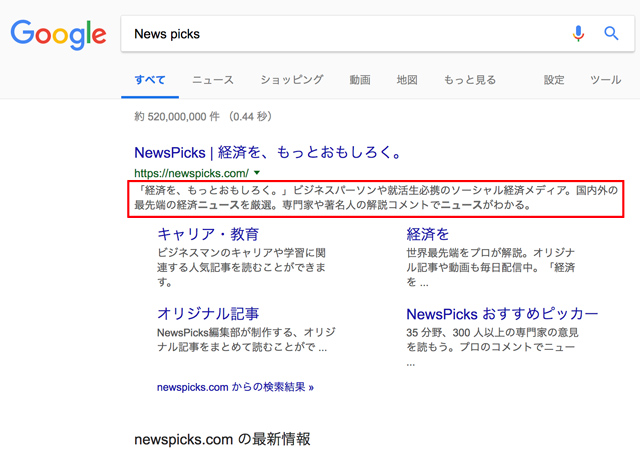 Google
News picks
すべて ニュース ショッピング 動画 地図 もっと見る 設定 ツール
約 520,000,000 件 （0.44 秒）
NewsPicks | 経済を、もっとおもしろく。
https://newspicks.com/
「経済を、もっとおもしろく。」ビジネスパーソンや就活生必携のソーシャル経済メディア。国内外の
最先端の経済ニュースを厳選。専門家や著名人の解説コメントでニュースがわかる。
キャリア・教育
ビジネスマンのキャリアや学習に関
連する人気記事を読むことができま
す。
経済を
世界最先端をプロが解説。オリジナ
ル記事や動画も毎日配信中。「経済
を ...
オリジナル記事
NewsPicks編集部が制作する、オリジ
ナル記事をまとめて読むことがで ...
NewsPicks おすすめピッカー
35 分野、300 人以上の専門家の意見
を読もう。プロのコメントでニュー
...
newspicks.com からの検索結果 »
newspicks.com の最新情報